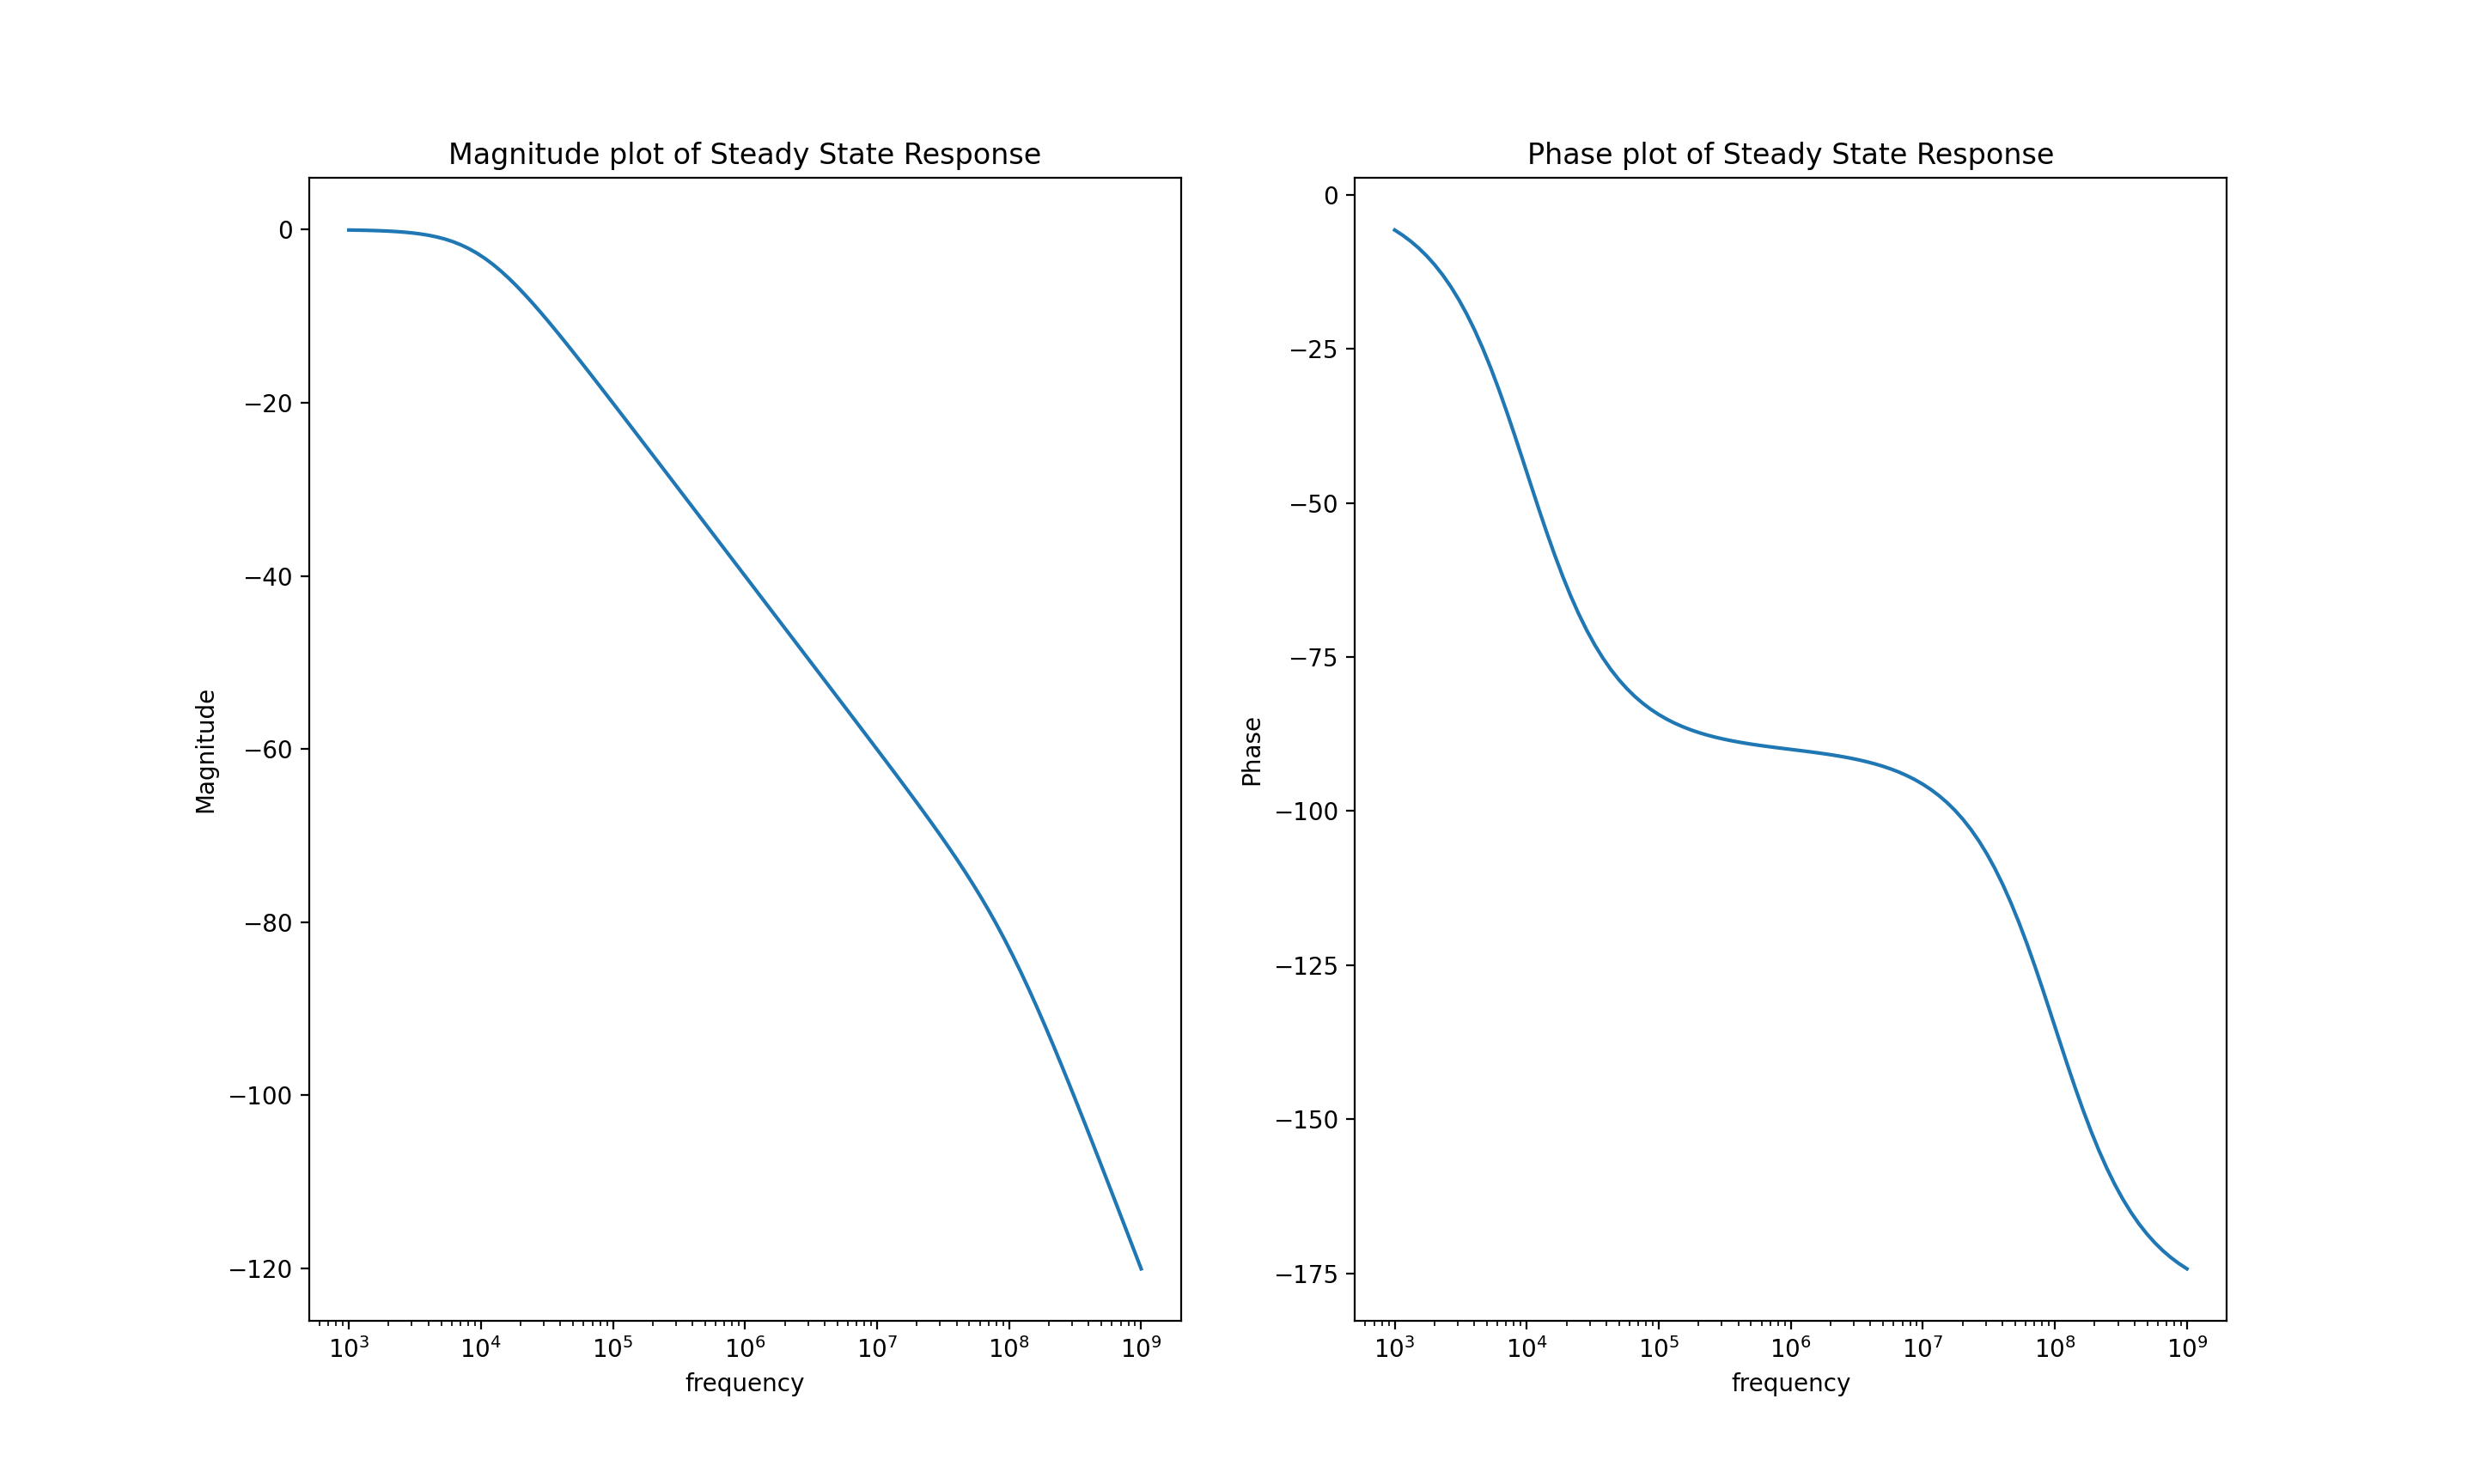 Magnitude plot of Steady State Response
0
−20
−40
−60
−80
−100
−120
Magnitude
10³ 10⁴ 10⁵ 10⁶ 10⁷ 10⁸ 10⁹
frequency
Phase plot of Steady State Response
0
−25
−50
−75
−100
−125
−150
−175
Phase
10³ 10⁴ 10⁵ 10⁶ 10⁷ 10⁸ 10⁹
frequency